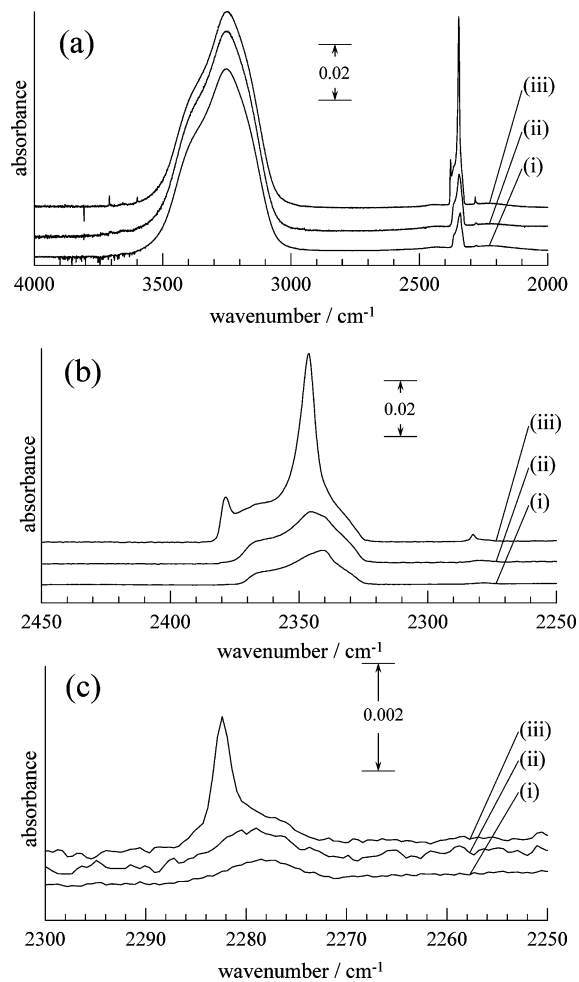 (a)
0.02
(iii)
(ii)
(i)
absorbance
4000 3500 3000 2500 2000
wavenumber / cm-1
(b)
0.02
(iii)
(ii)
(i)
absorbance
2450 2400 2350 2300 2250
wavenumber / cm-1
(c)
0.002
(iii)
(ii)
(i)
absorbance
2300 2290 2280 2270 2260 2250
wavenumber / cm-1